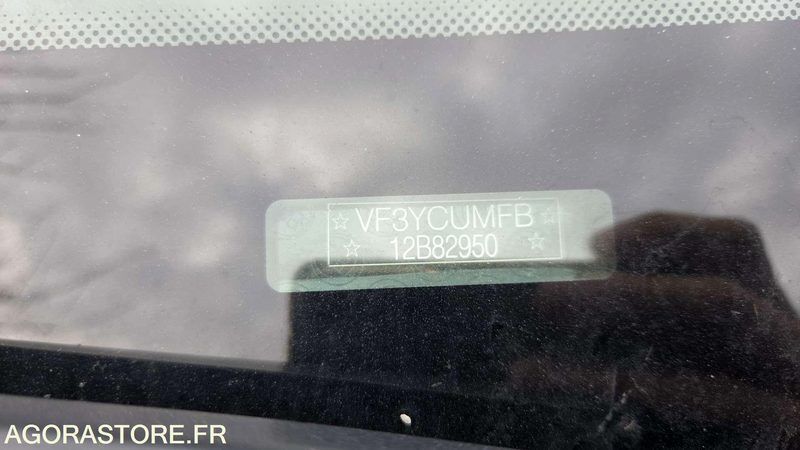 ☆ VF3YCUMFB ☆
☆ 12B82950 ☆
AGORASTORE.FR